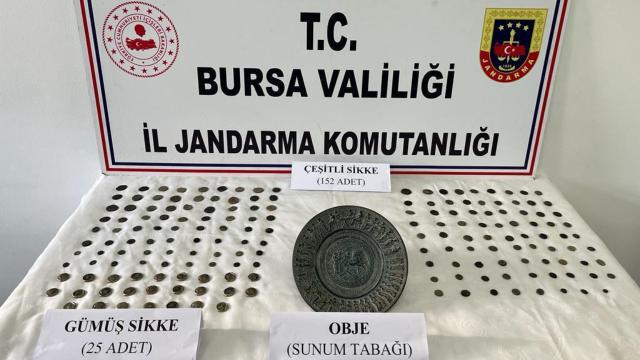 T.C.
BURSA VALİLİĞİ
İL JANDARMA KOMUTANLIĞI
JANDARMA
ÇEŞİTLİ SİKKE
(152 ADET)
GÜMÜŞ SİKKE
(25 ADET)
OBJE
(SUNUM TABAĞI)